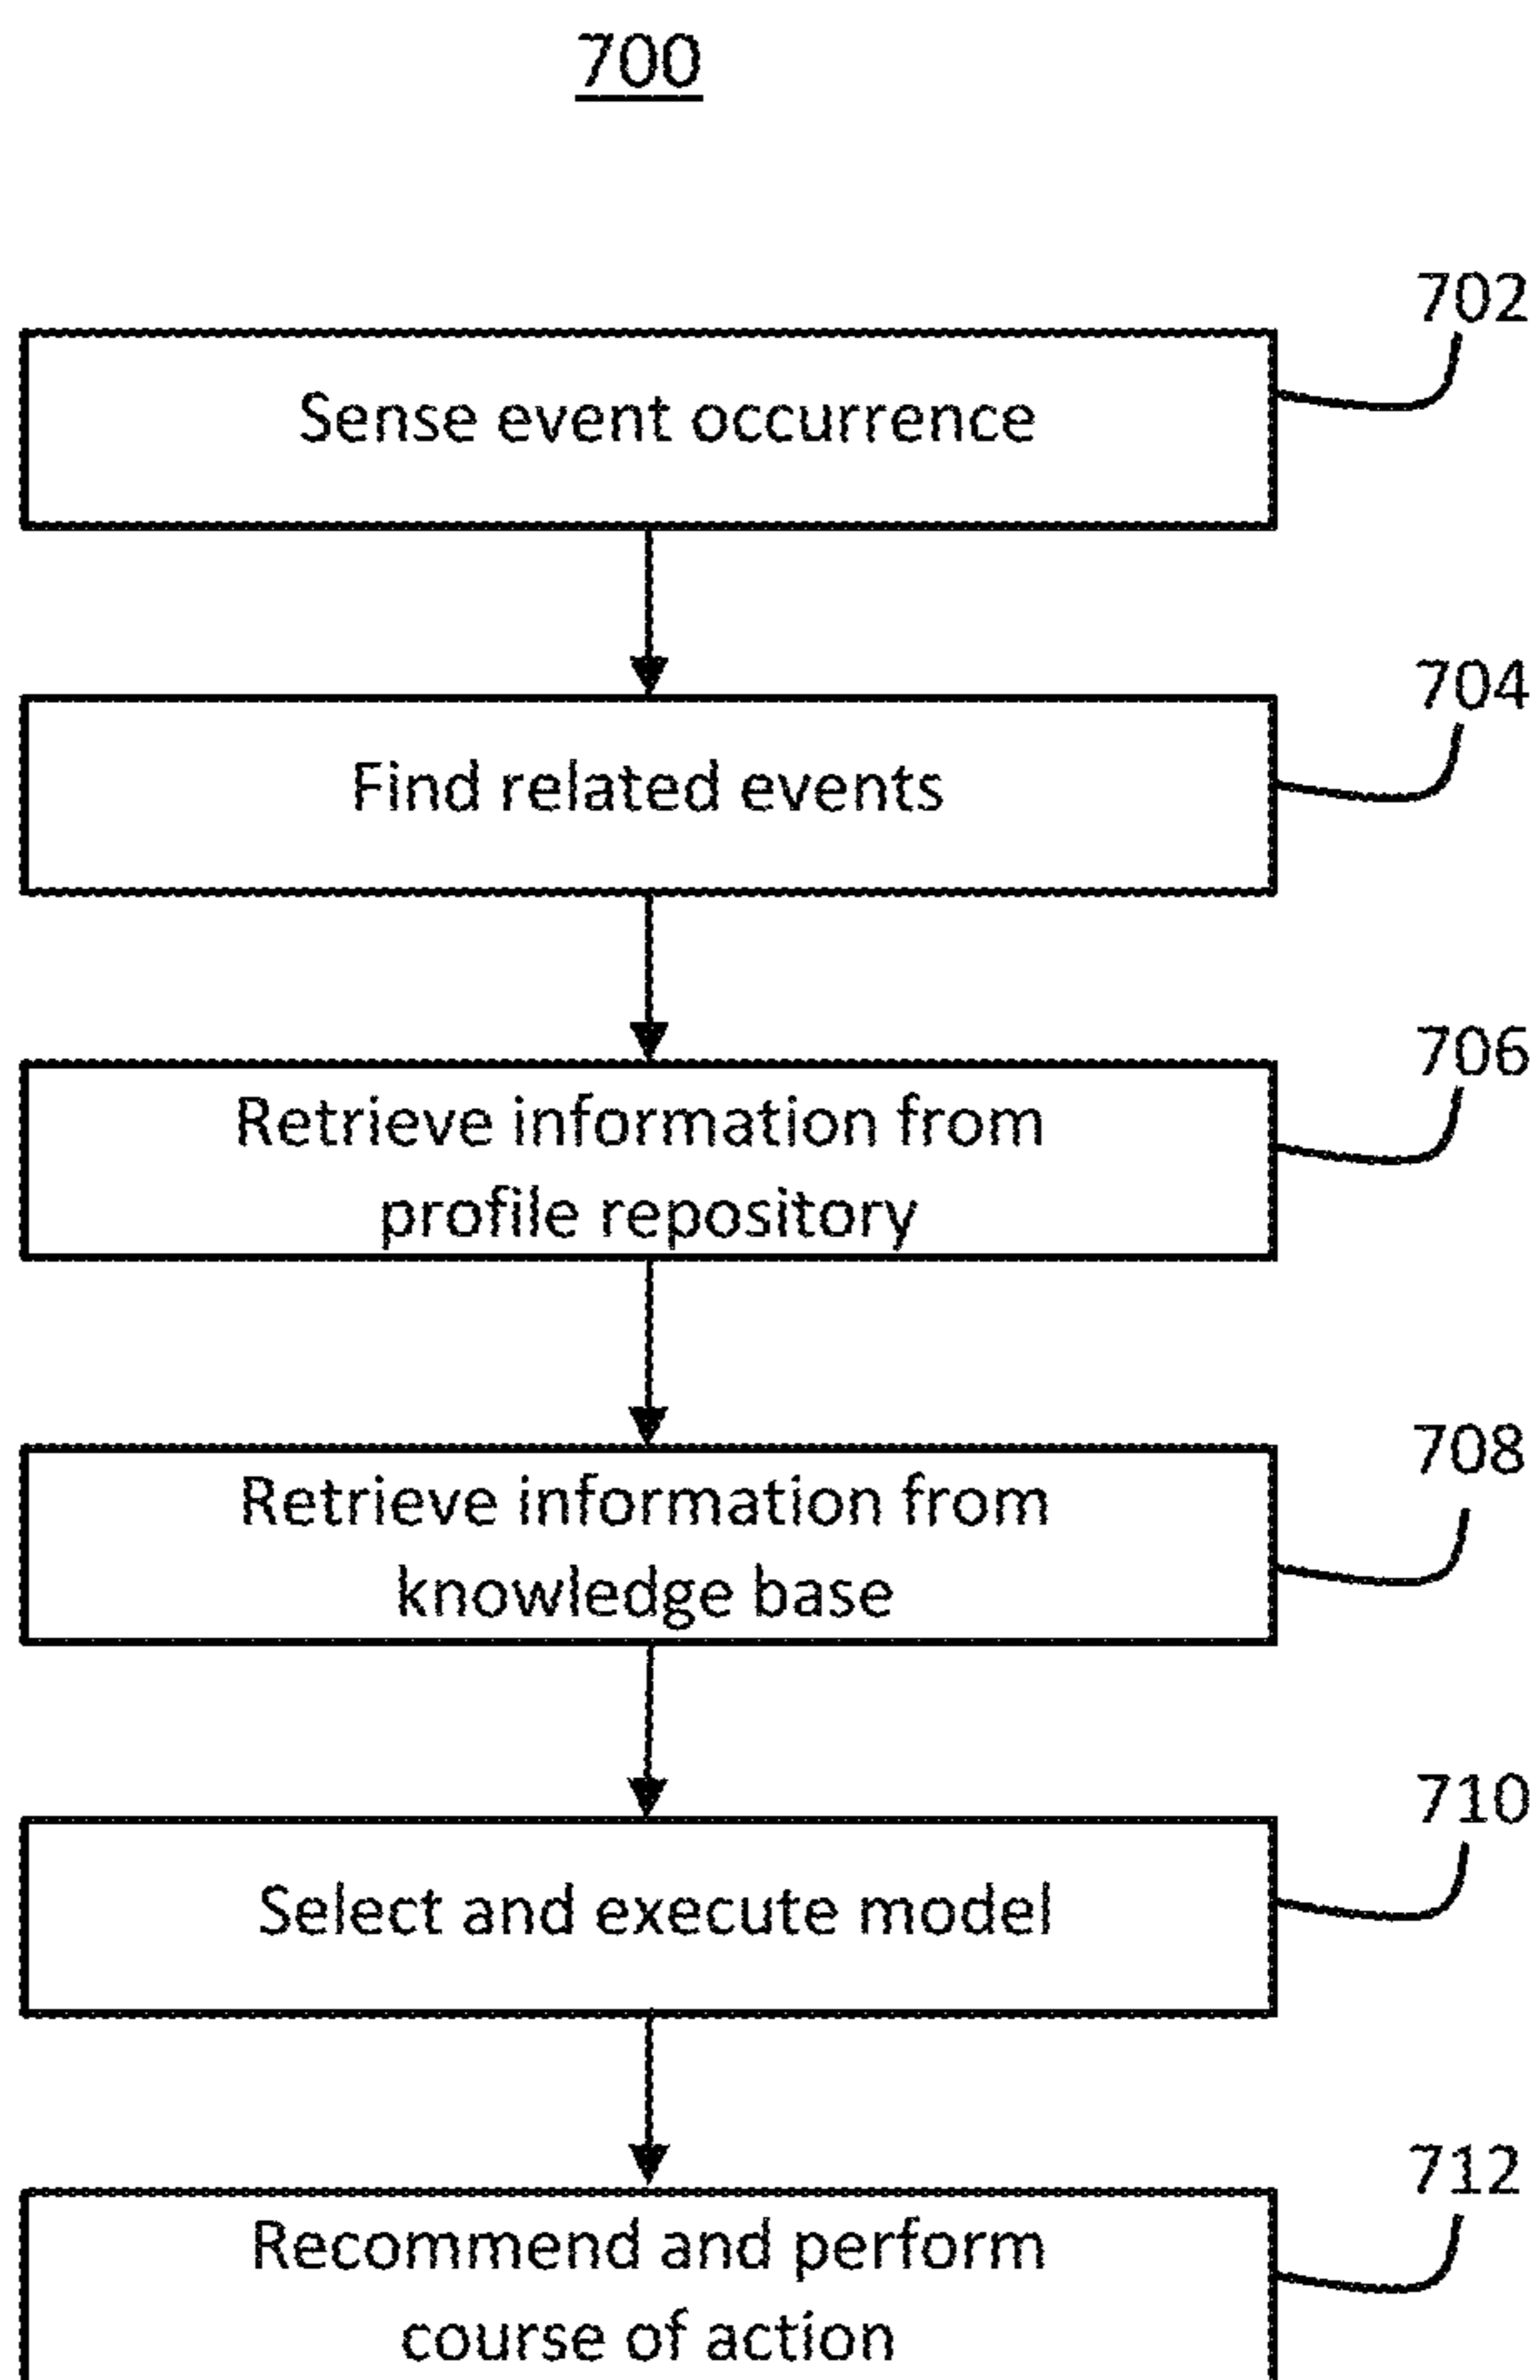 700
702
Sense event occurrence
704
Find related events
706
Retrieve information from
profile repository
708
Retrieve information from
knowledge base
710
Select and execute model
712
Recommend and perform
course of action